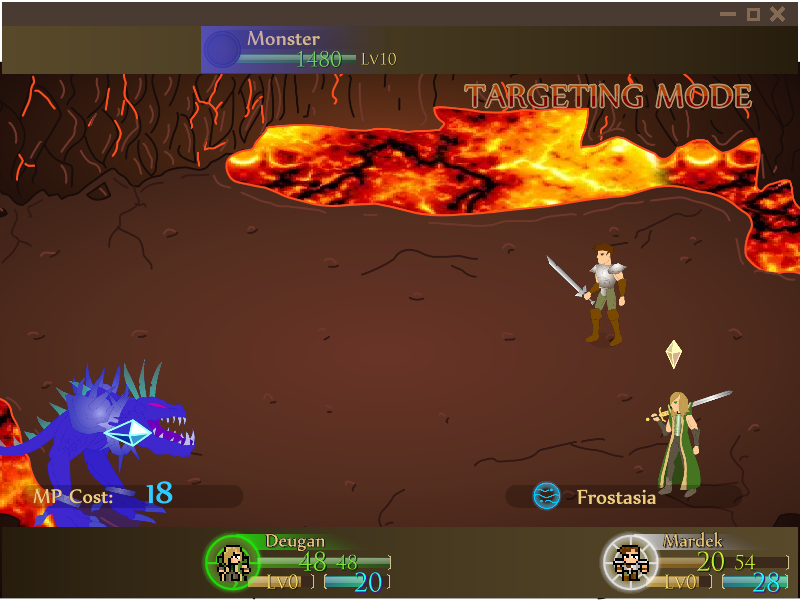 Monster
1480 Lv10
TARGETING MODE
MP Cost: 18
Frostasia
Deugan
48 48
Lv0 20
Mardek
20 54
Lv0 28